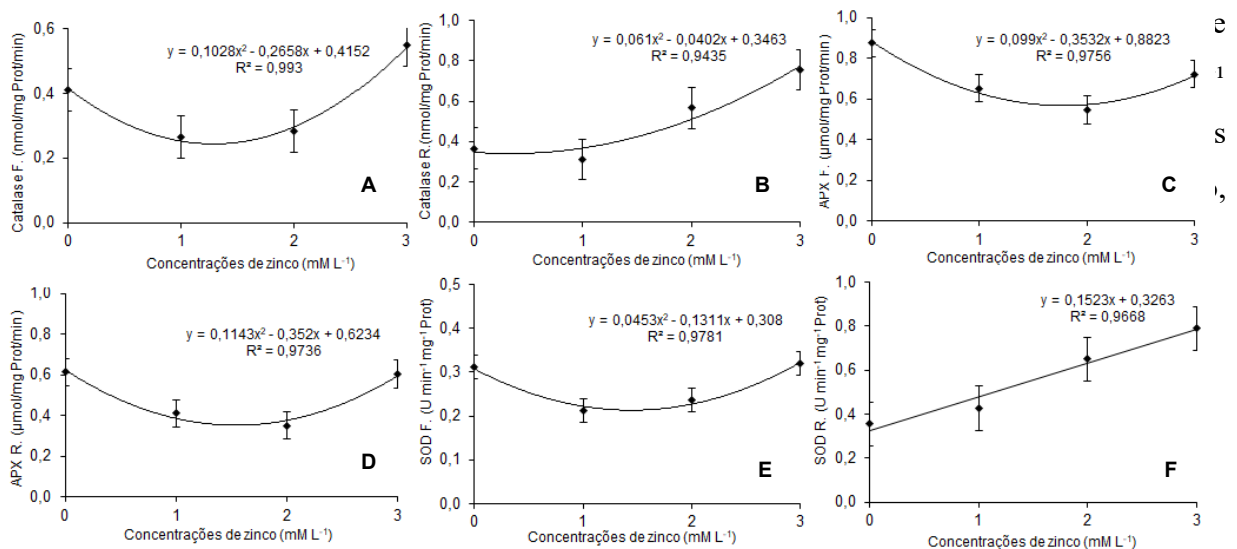 0,6
0,4
0,2
0,0
Catalase F. (nmol/mg Prot/min)
y = 0,1028x² - 0,2658x + 0,4152
R² = 0,993
A
0 1 2 3
Concentrações de zinco (mM L⁻¹)
1,0
0,8
0,6
0,4
0,2
0,0
Catalase R.(nmol/mg Prot/min)
y = 0,061x² - 0,0402x + 0,3463
R² = 0,9435
B
0 1 2 3
Concentrações de zinco (mM L⁻¹)
1,0
0,8
0,6
0,4
0,2
0,0
APX F. (µmol/mg Prot/min )
y = 0,099x² - 0,3532x + 0,8823
R² = 0,9756
C
0 1 2 3
Concentrações de zinco (mM L⁻¹)
e
s
,
1,0
0,8
0,6
0,4
0,2
0,0
APX R. (µmol/mg Prot/min)
y = 0,1143x² - 0,352x + 0,6234
R² = 0,9736
D
0 1 2 3
Concentrações de zinco (mM L⁻¹)
0,5
0,4
0,3
0,2
0,1
0,0
SOD F. (U min⁻¹ mg⁻¹ Prot)
y = 0,0453x² - 0,1311x + 0,308
R² = 0,9781
E
0 1 2 3
Concentrações de zinco (mM L⁻¹)
1,0
0,8
0,6
0,4
0,2
0,0
SOD R. (U min⁻¹ mg⁻¹ Prot)
y = 0,1523x + 0,3263
R² = 0,9668
F
0 1 2 3
Concentrações de zinco (mM L⁻¹)